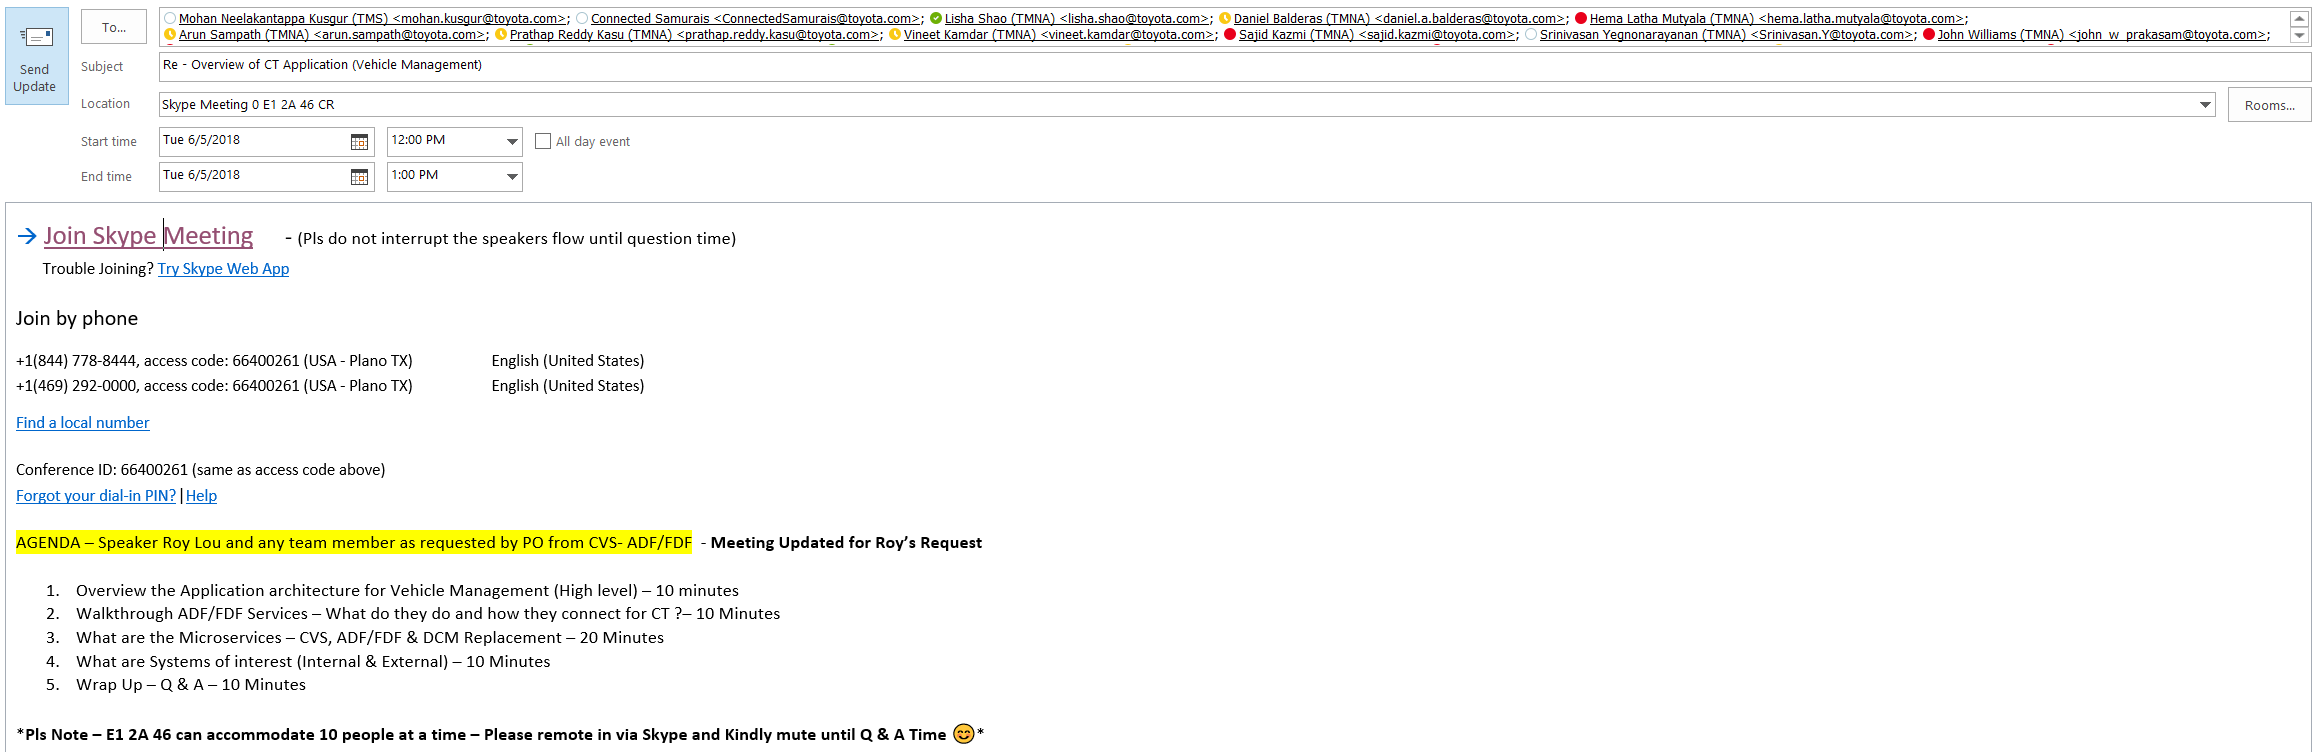 To... Mohan Neelakantappa Kusgur (TMS) <mohan.kusgur@toyota.com>; Connected Samurais <ConnectedSamurais@toyota.com>; Lisha Shao (TMNA) <lisha.shao@toyota.com>; Daniel Balderas (TMNA) <daniel.a.balderas@toyota.com>; Hema Latha Mutyala (TMNA) <hema.latha.mutyala@toyota.com>;
Arun Sampath (TMNA) <arun.sampath@toyota.com>; Prathap Reddy Kasu (TMNA) <prathap.reddy.kasu@toyota.com>; Vineet Kamdar (TMNA) <vineet.kamdar@toyota.com>; Sajid Kazmi (TMNA) <sajid.kazmi@toyota.com>; Srinivasan Yegnonarayanan (TMNA) <Srinivasan.Y@toyota.com>; John Williams (TMNA) <john_w_prakasam@toyota.com>;
Send
Update
Subject Re - Overview of CT Application (Vehicle Management)
Location Skype Meeting 0 E1 2A 46 CR Rooms...
Start time Tue 6/5/2018 12:00 PM All day event
End time Tue 6/5/2018 1:00 PM
→ Join Skype Meeting - (Pls do not interrupt the speakers flow until question time)
Trouble Joining? Try Skype Web App
Join by phone
+1(844) 778-8444, access code: 66400261 (USA - Plano TX) English (United States)
+1(469) 292-0000, access code: 66400261 (USA - Plano TX) English (United States)
Find a local number
Conference ID: 66400261 (same as access code above)
Forgot your dial-in PIN? | Help
AGENDA – Speaker Roy Lou and any team member as requested by PO from CVS- ADF/FDF - Meeting Updated for Roy’s Request
1. Overview the Application architecture for Vehicle Management (High level) – 10 minutes
2. Walkthrough ADF/FDF Services – What do they do and how they connect for CT ?– 10 Minutes
3. What are the Microservices – CVS, ADF/FDF & DCM Replacement – 20 Minutes
4. What are Systems of interest (Internal & External) – 10 Minutes
5. Wrap Up – Q & A – 10 Minutes
*Pls Note – E1 2A 46 can accommodate 10 people at a time – Please remote in via Skype and Kindly mute until Q & A Time 😊*